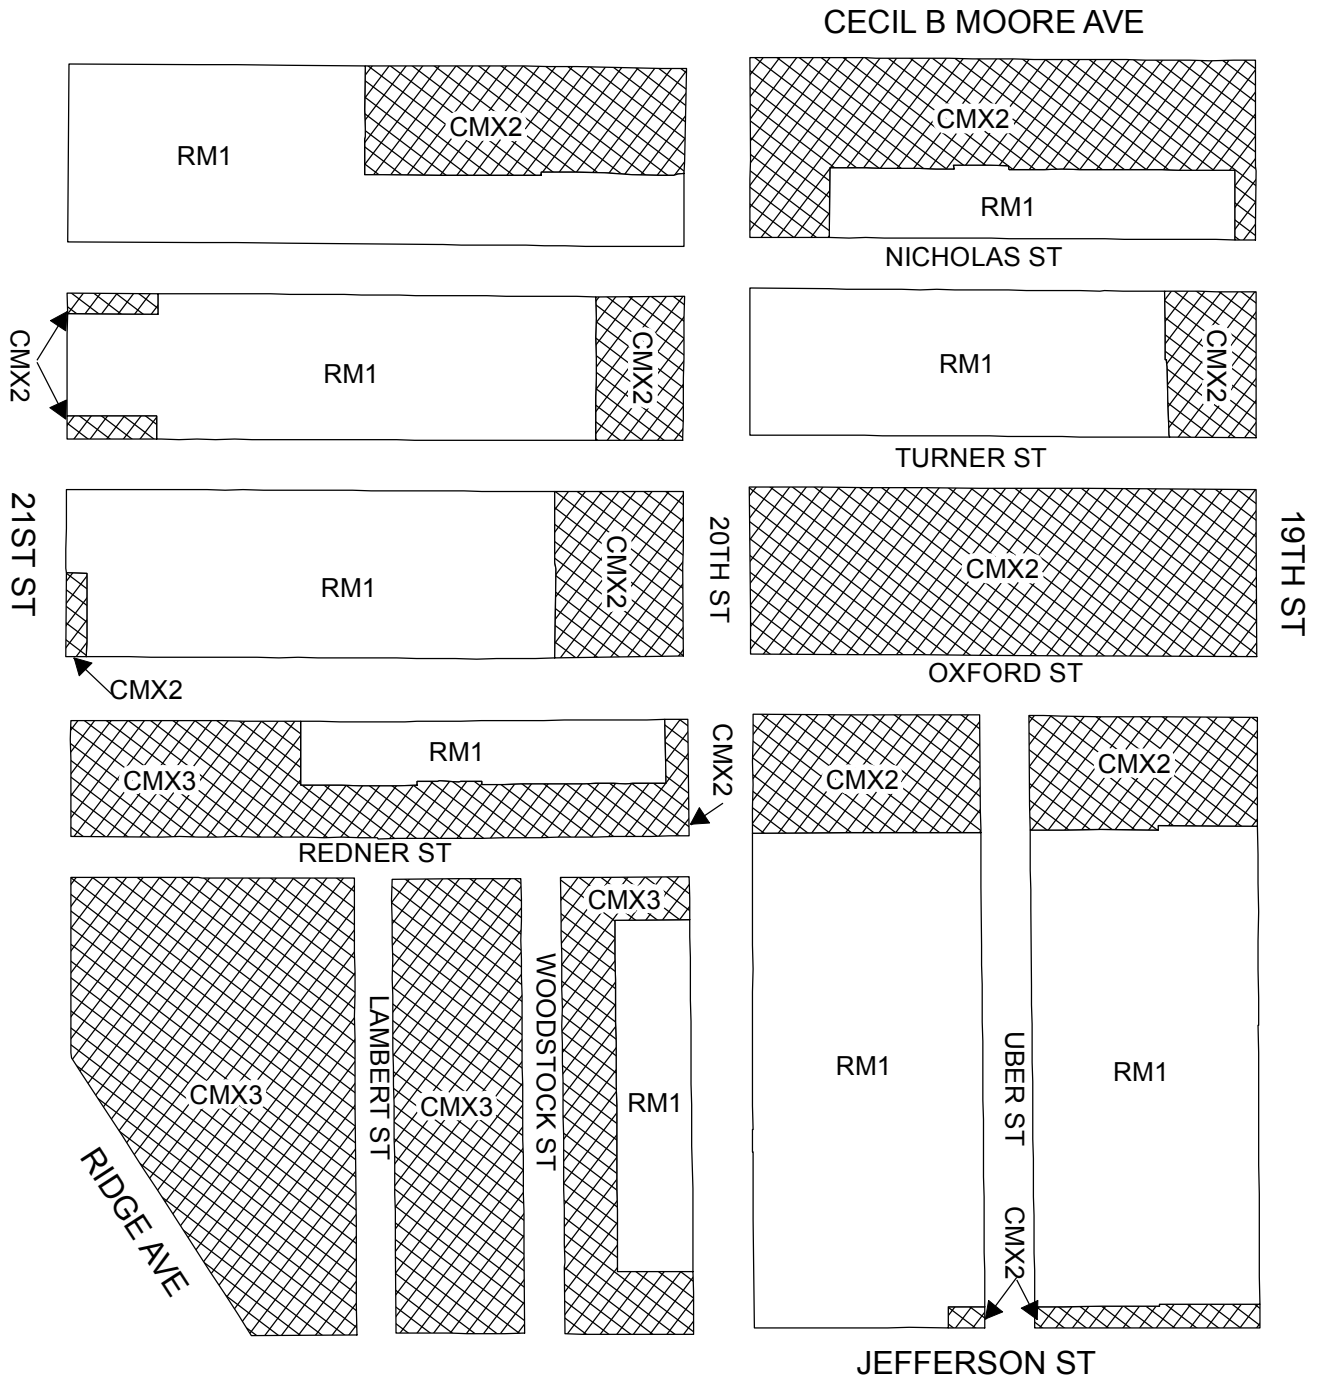 CECIL B MOORE AVE
CMX2
CMX2
RM1
RM1
NICHOLAS ST
CMX2
RM1
CMX2
RM1
CMX2
TURNER ST
21ST ST
RM1
CMX2
20TH ST
CMX2
19TH ST
CMX2
OXFORD ST
CMX3
RM1
CMX2
CMX2
CMX2
REDNER ST
CMX3
CMX3
LAMBERT ST
CMX3
WOODSTOCK ST
RM1
RM1
UBER ST
RM1
RIDGE AVE
CMX2
JEFFERSON ST